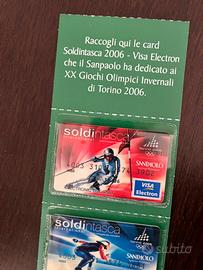 Raccogli qui le card
Soldintasca 2006 - Visa Electron
che il Sanpaolo ha dedicato ai
XX Giochi Olimpici Invernali
di Torino 2006.
soldintasca
SANPAOLO
VISA
Electron
soldintasca
subito